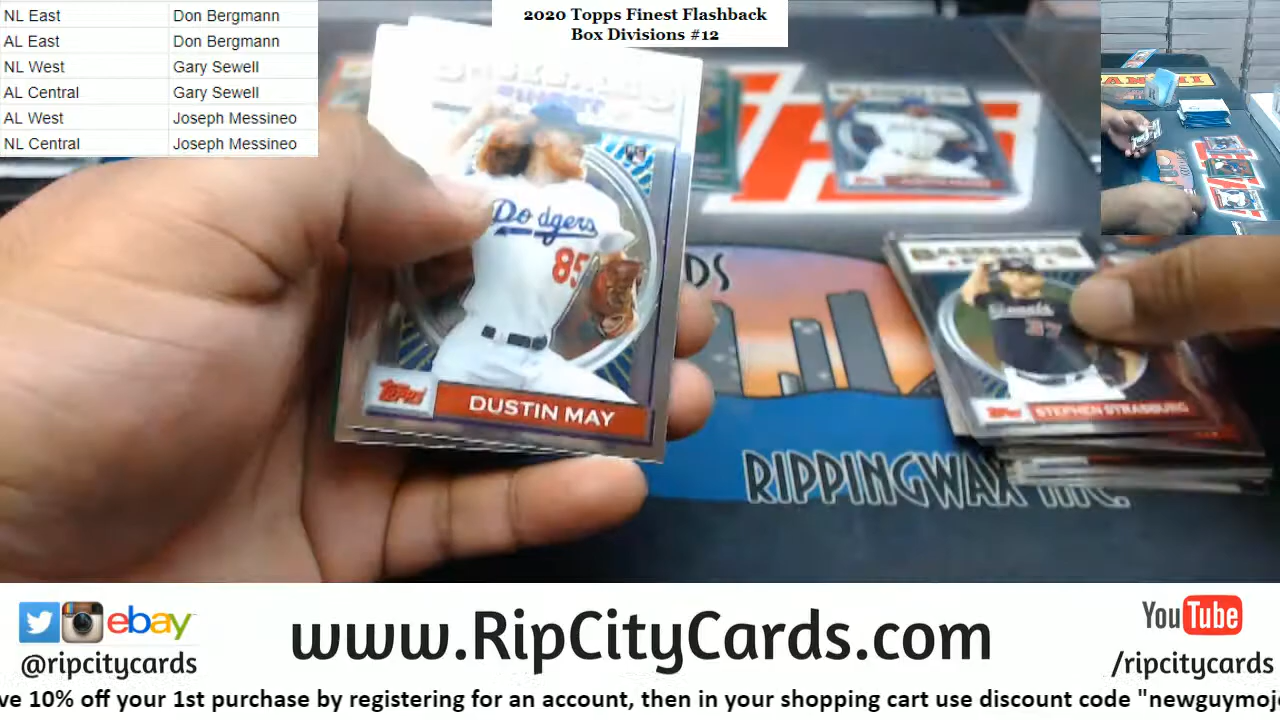 NL East Don Bergmann
AL East Don Bergmann
NL West Gary Sewell
AL Central Gary Sewell
AL West Joseph Messineo
NL Central Joseph Messineo
2020 Topps Finest Flashback
Box Divisions #12
Dodgers
85
TOPPS
DUSTIN MAY
37
STEPHEN STRASBURG
RIPPINGWAX INC.
ebay
@ripcitycards
www.RipCityCards.com
YouTube
/ripcitycards
ve 10% off your 1st purchase by registering for an account, then in your shopping cart use discount code "newguymojo